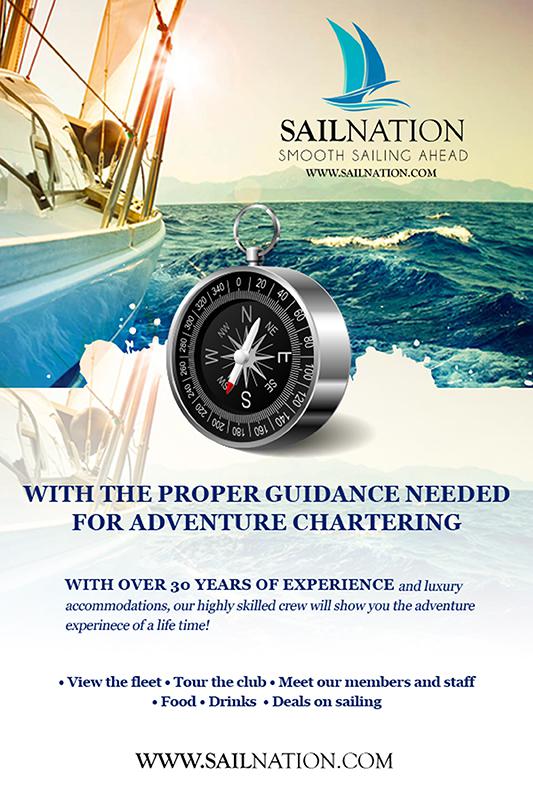 SAILNATION
SMOOTH SAILING AHEAD
WWW.SAILNATION.COM
0 20 40 60 80 100 120 140 160 180 200 220 240 260 280 300 320 340
N NE E SE S SW W NW
WITH THE PROPER GUIDANCE NEEDED
FOR ADVENTURE CHARTERING
WITH OVER 30 YEARS OF EXPERIENCE and luxury
accommodations, our highly skilled crew will show you the adventure
experinece of a life time!
• View the fleet • Tour the club • Meet our members and staff
• Food • Drinks • Deals on sailing
WWW.SAILNATION.COM